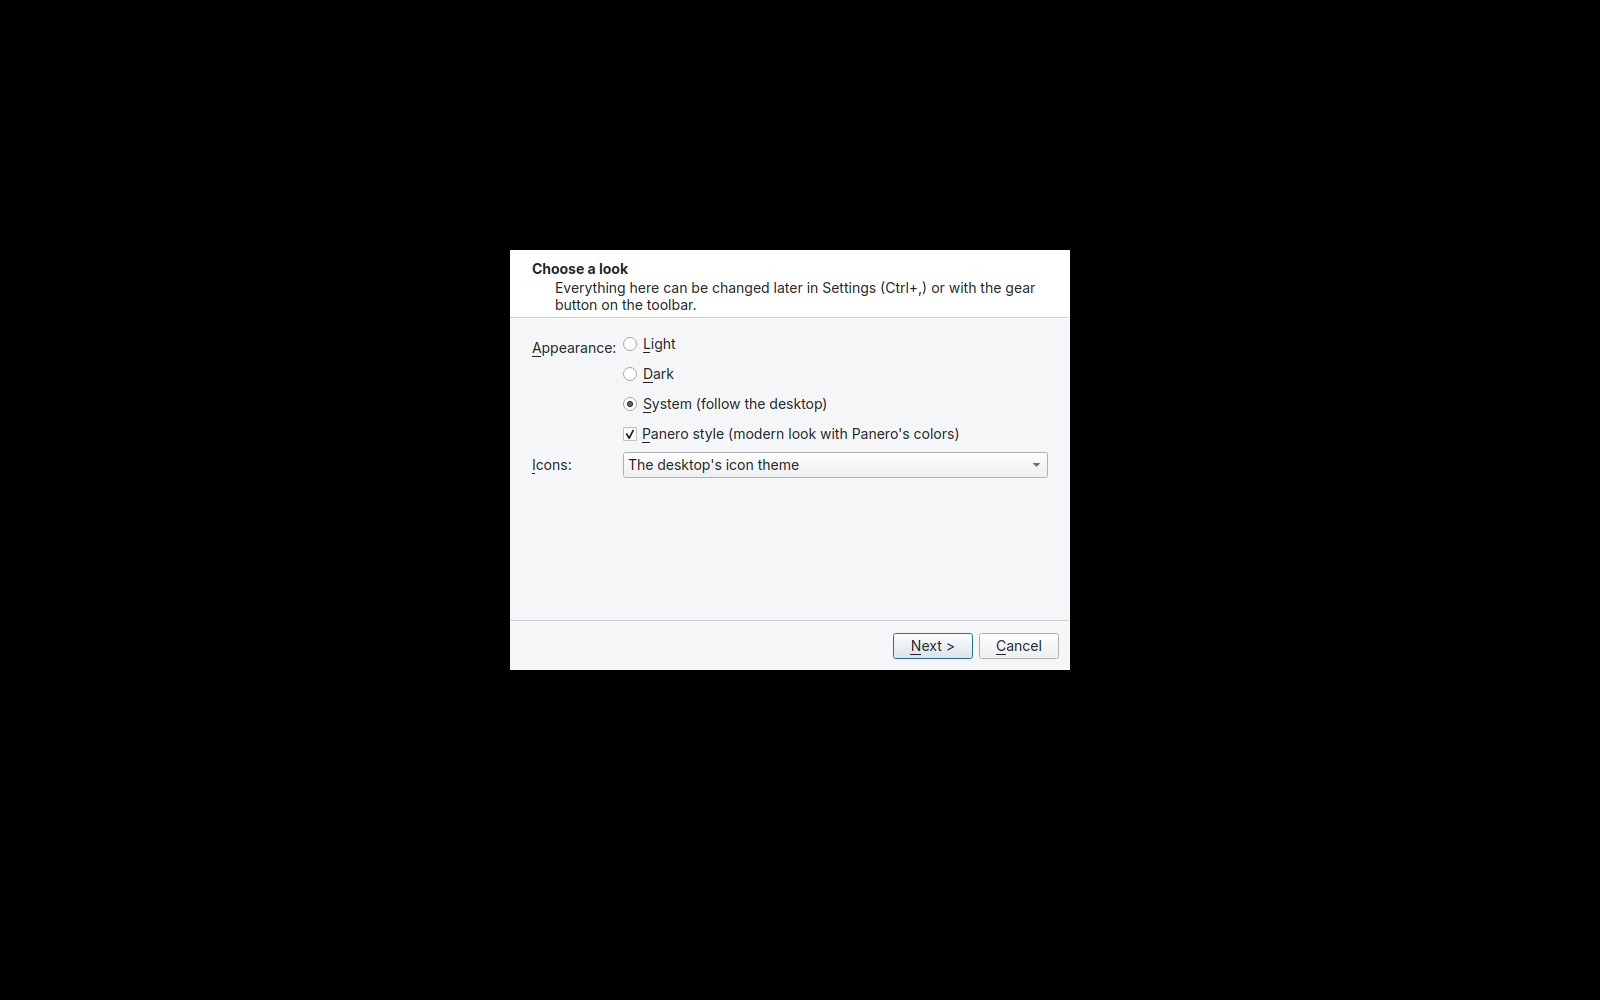 Choose a look
Everything here can be changed later in Settings (Ctrl+,) or with the gear
button on the toolbar.
Appearance:
Light
Dark
System (follow the desktop)
Panero style (modern look with Panero's colors)
Icons:
The desktop's icon theme
Next >
Cancel